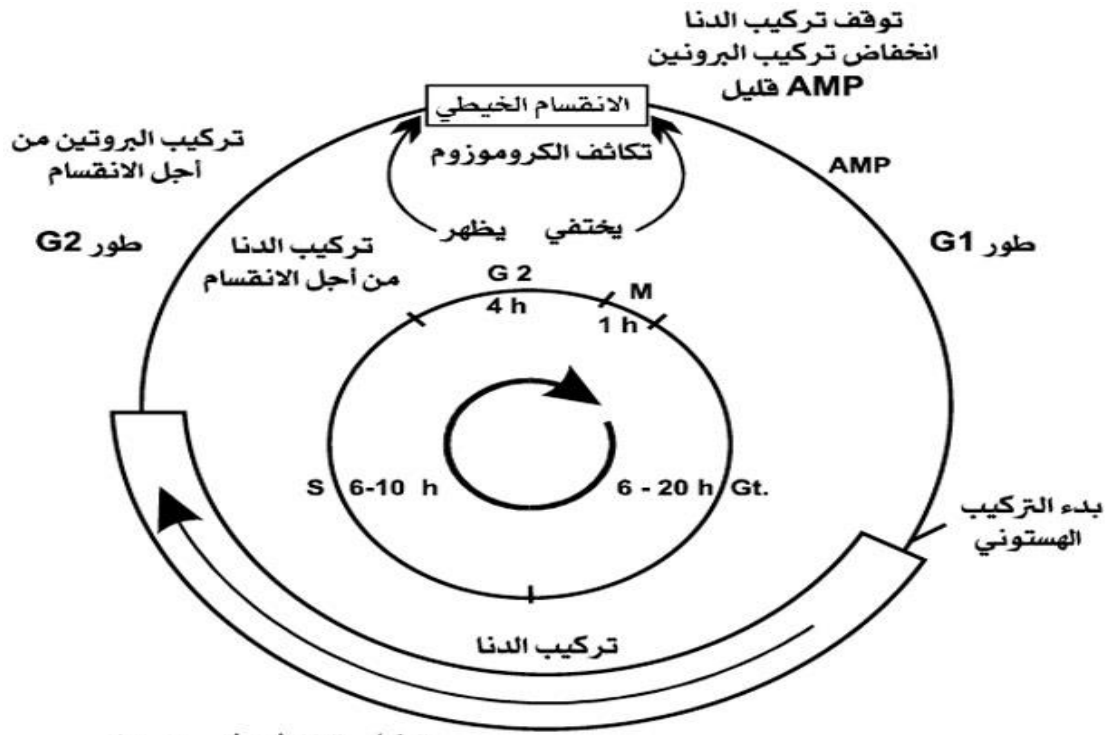 توقف تركيب الدنا
انخفاض تركيب البرونين
AMP قليل
الانقسام الخيطي
تكاثف الكروموزوم
تركيب البروتين من
أجل الانقسام
AMP
طور G1
طور G2
يختفي
يظهر
تركيب الدنا
من أجل الانقسام
G 2
4 h
M
1 h
S 6-10 h
6 - 20 h Gt.
بدء التركيب
الهستوني
تركيب الدنا